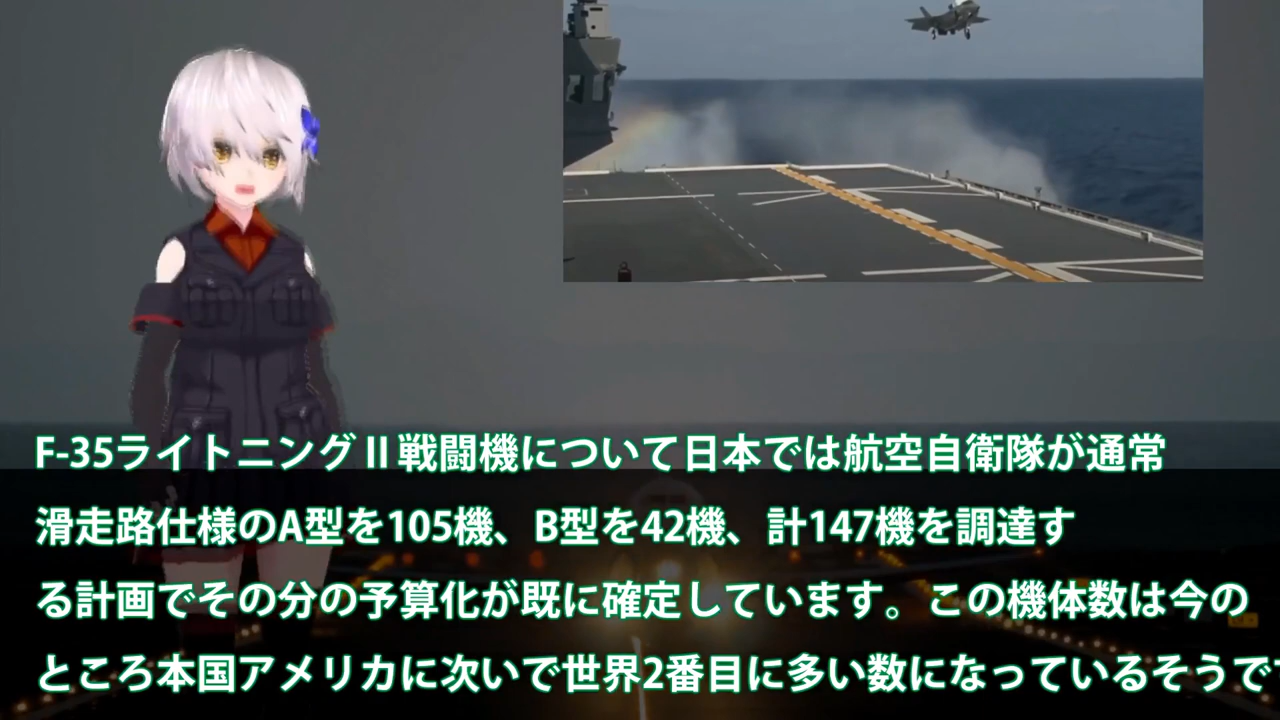 F-35ライトニングⅡ戦闘機について日本では航空自衛隊が通常
滑走路仕様のA型を105機、B型を42機、計147機を調達す
る計画でその分の予算化が既に確定しています。この機体数は今の
ところ本国アメリカに次いで世界2番目に多い数になっているそうで